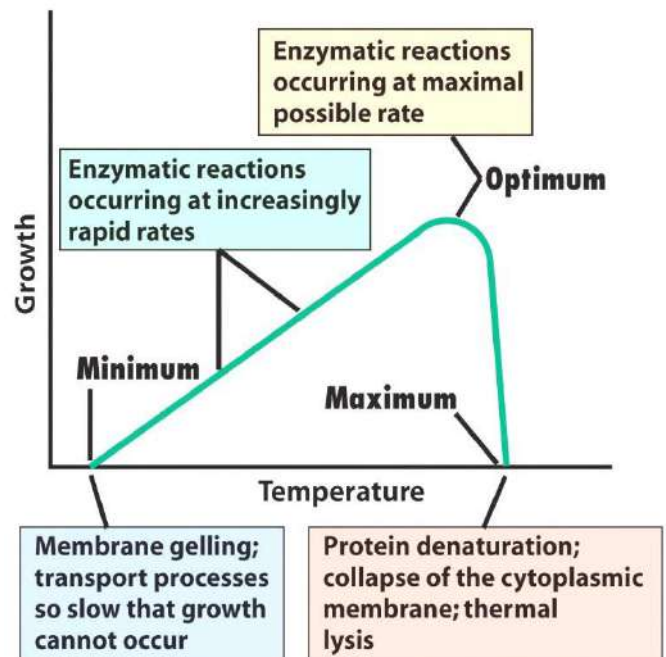 Enzymatic reactions
occurring at maximal
possible rate
Optimum
Enzymatic reactions
occurring at increasingly
rapid rates
Growth
Minimum
Maximum
Temperature
Membrane gelling;
transport processes
so slow that growth
cannot occur
Protein denaturation;
collapse of the cytoplasmic
membrane; thermal
lysis